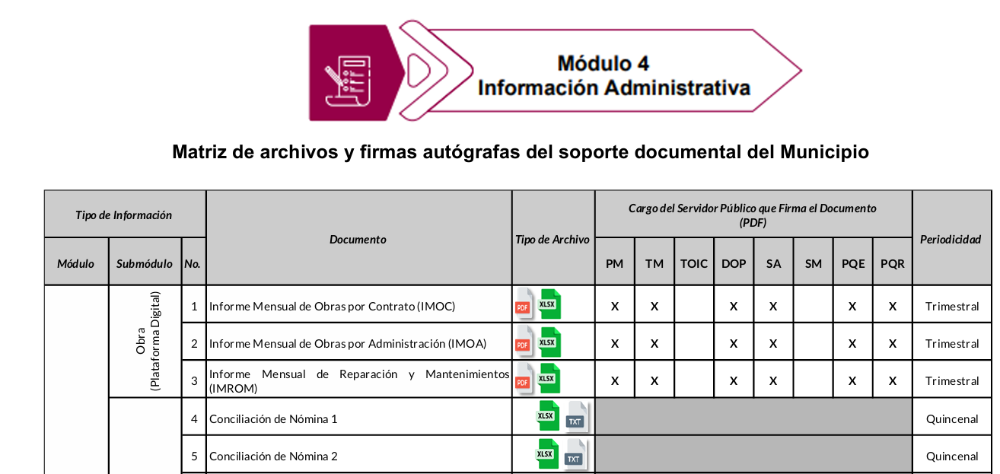 Módulo 4
Información Administrativa
Matriz de archivos y firmas autógrafas del soporte documental del Municipio
Tipo de Información
Documento
Tipo de Archivo
Cargo del Servidor Público que Firma el Documento
(PDF)
Periodicidad
Módulo Submódulo No.
PM TM TOIC DOP SA SM PQE PQR
Obra
(Plataforma Digital)
1 Informe Mensual de Obras por Contrato (IMOC) PDF XLSX X X X X X X Trimestral
2 Informe Mensual de Obras por Administración (IMOA) PDF XLSX X X X X X X Trimestral
3 Informe Mensual de Reparación y Mantenimientos
(IMROM) PDF XLSX X X X X X X Trimestral
4 Conciliación de Nómina 1 XLSX TXT Quincenal
5 Conciliación de Nómina 2 XLSX TXT Quincenal